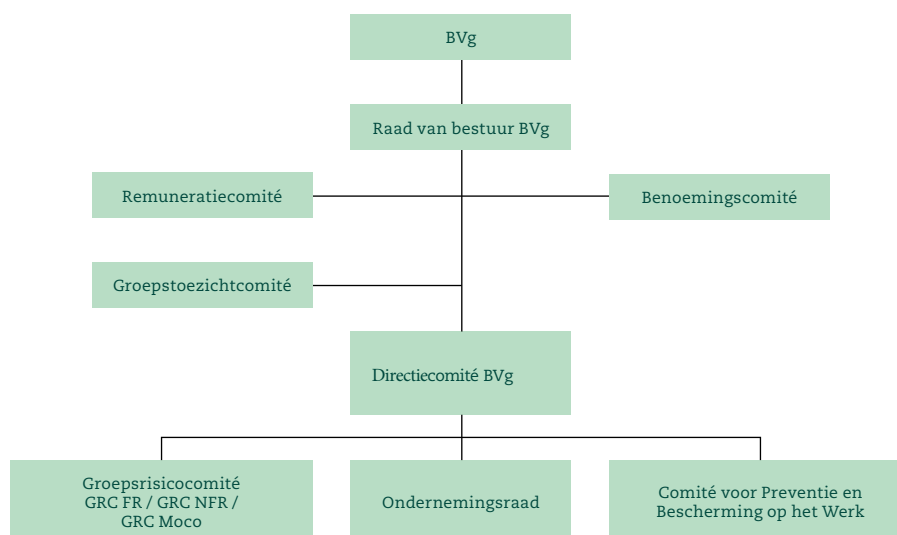 BVg
Raad van bestuur BVg
Remuneratiecomité
Benoemingscomité
Groepstoezichtcomité
Directiecomité BVg
Groepsrisicocomité
GRC FR / GRC NFR /
GRC Moco
Ondernemingsraad
Comité voor Preventie en
Bescherming op het Werk